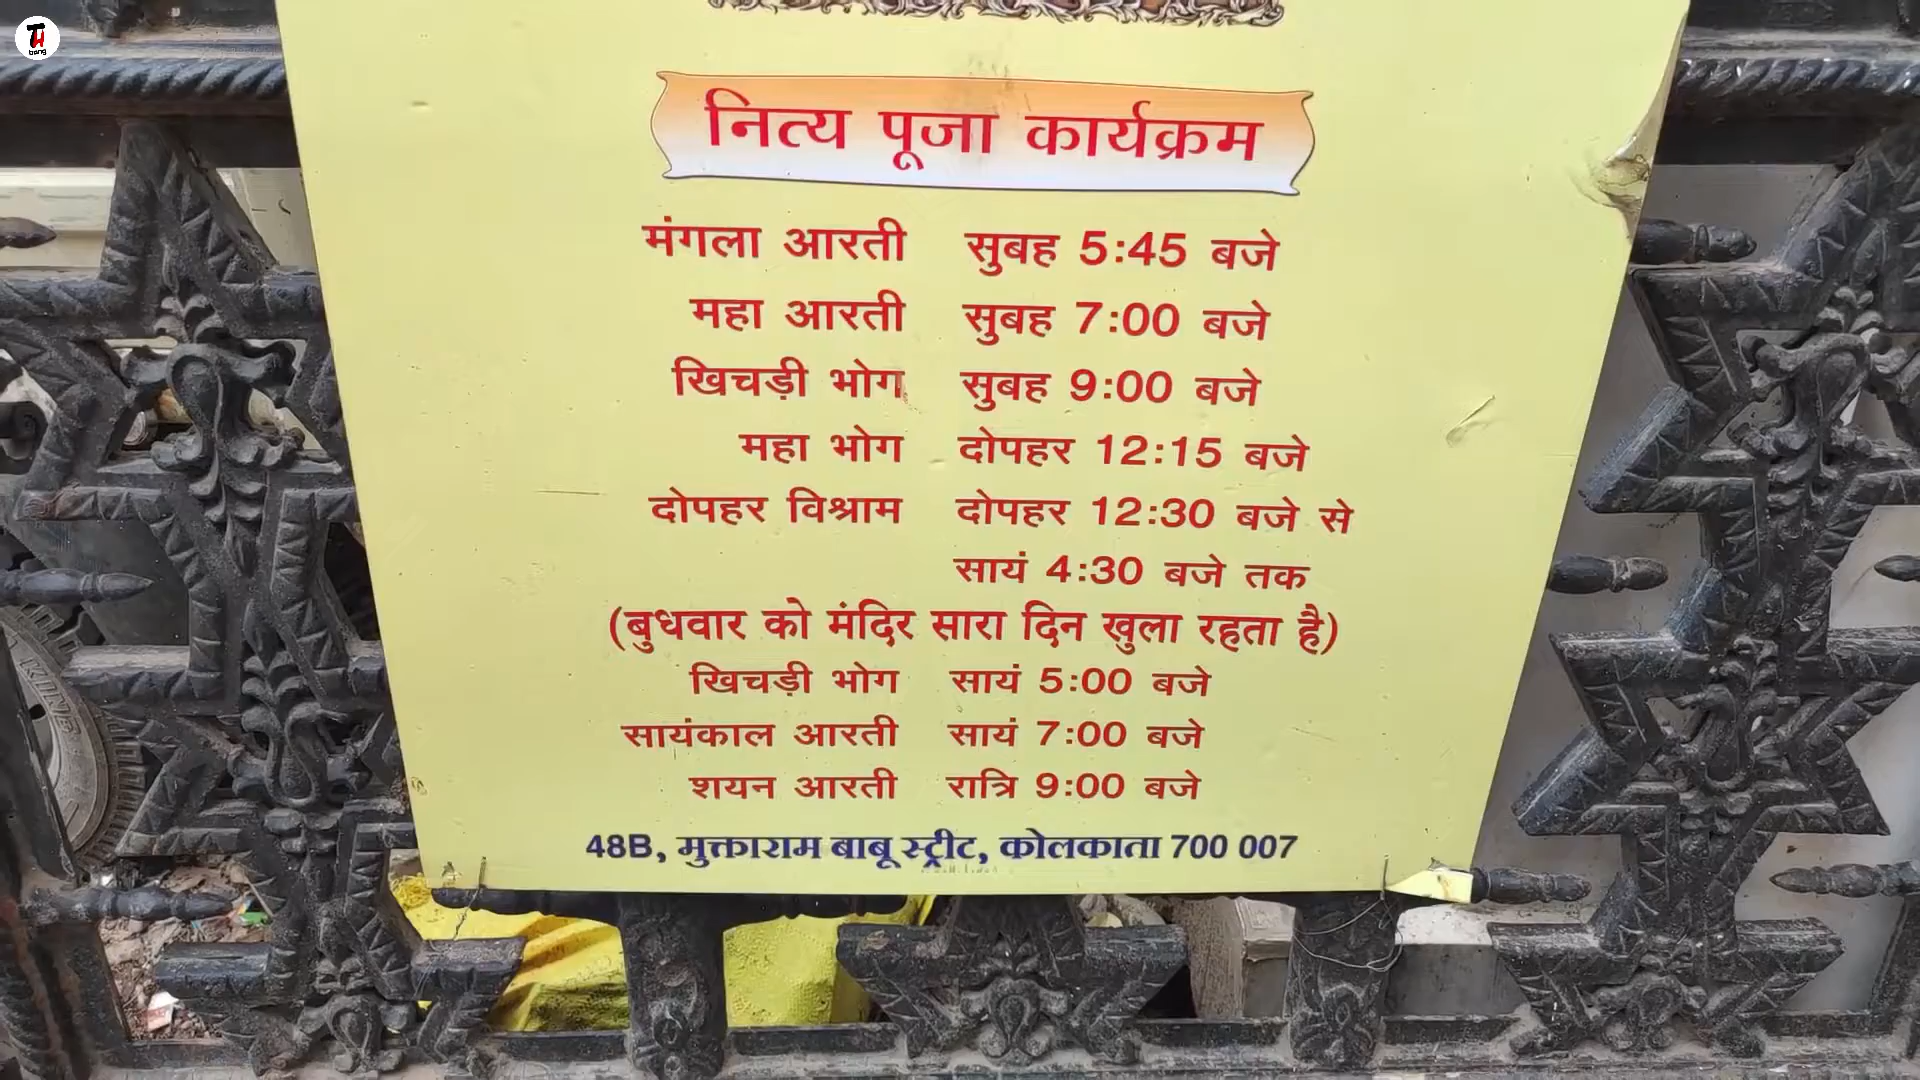 TH
bong
नित्य पूजा कार्यक्रम
मंगला आरती सुबह 5:45 बजे
महा आरती सुबह 7:00 बजे
खिचड़ी भोग सुबह 9:00 बजे
महा भोग दोपहर 12:15 बजे
दोपहर विश्राम दोपहर 12:30 बजे से
सायं 4:30 बजे तक
(बुधवार को मंदिर सारा दिन खुला रहता है)
खिचड़ी भोग सायं 5:00 बजे
सायंकाल आरती सायं 7:00 बजे
शयन आरती रात्रि 9:00 बजे
48B, मुक्ताराम बाबू स्ट्रीट, कोलकाता 700 007